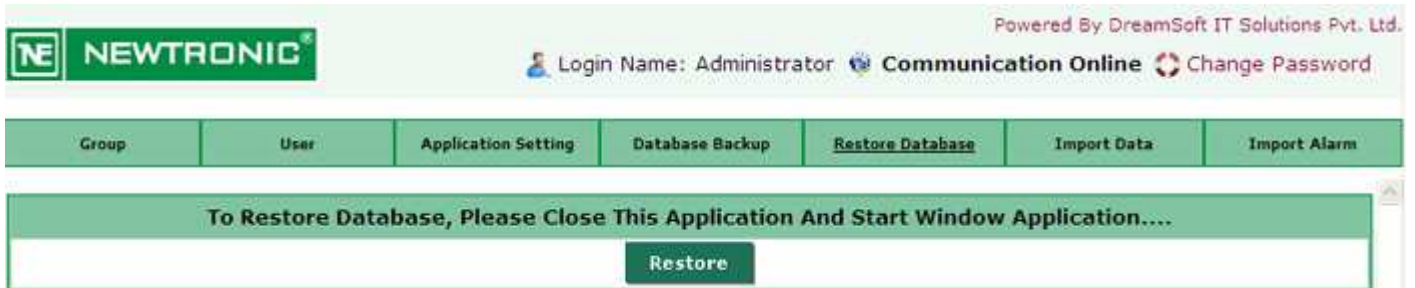 Powered By DreamSoft IT Solutions Pvt. Ltd.
NE NEWTRONIC®
Login Name: Administrator Communication Online Change Password
Group User Application Setting Database Backup Restore Database Import Data Import Alarm
To Restore Database, Please Close This Application And Start Window Application....
Restore